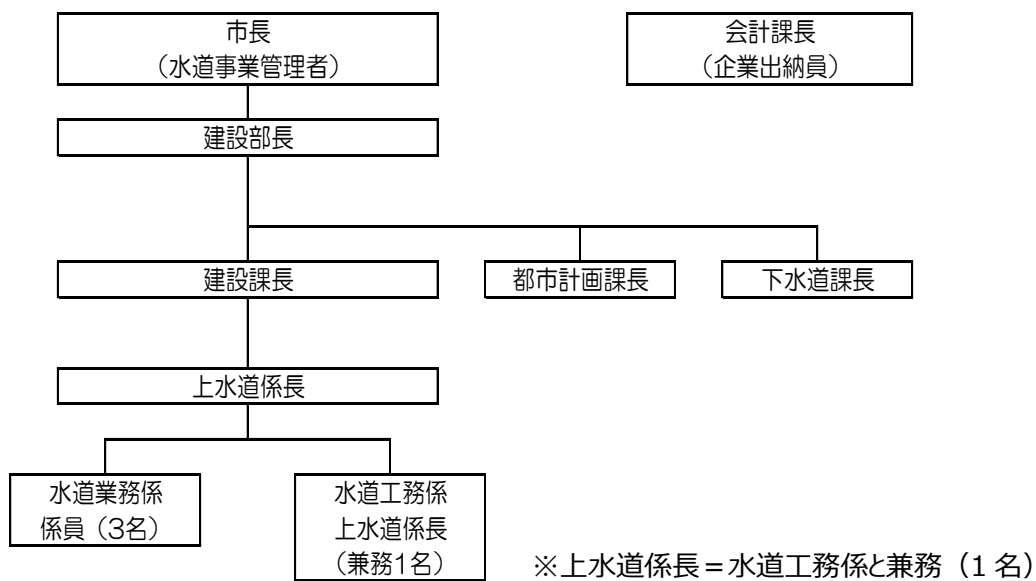 市長
（水道事業管理者）
会計課長
（企業出納員）
建設部長
建設課長
都市計画課長
下水道課長
上水道係長
水道業務係
係員（3名）
水道工務係
上水道係長
（兼務1名）
※上水道係長＝水道工務係と兼務（1名）